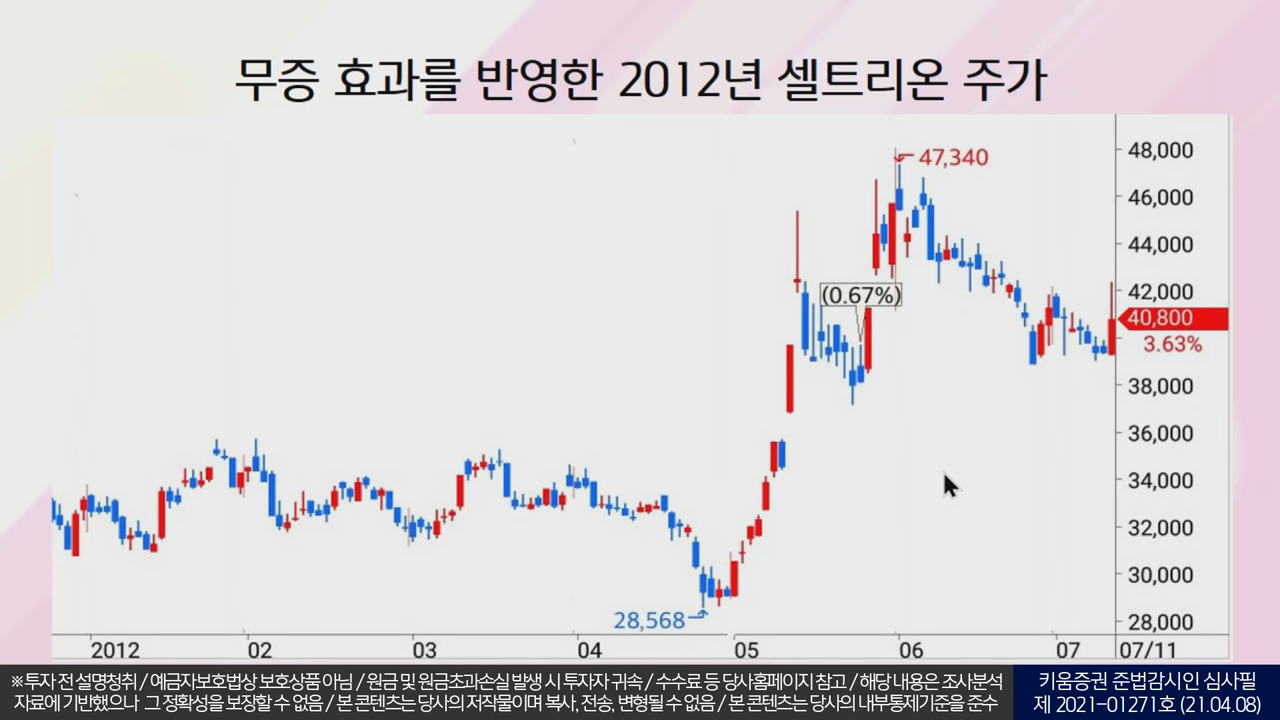 무증 효과를 반영한 2012년 셀트리온 주가
47,340
48,000
46,000
44,000
(0.67%)
42,000
40,800
3.63%
38,000
36,000
34,000
32,000
30,000
28,568
28,000
2012 02 03 04 05 06 07 07/11
※투자 전 설명청취 / 예금자보호법상 보호상품 아님 / 원금 및 원금초과손실 발생 시 투자자 귀속 / 수수료 등 당사홈페이지 참고 / 해당 내용은 조사분석
자료에 기반했으나 그 정확성을 보장할 수 없음 / 본 콘텐츠는 당사의 저작물이며 복사, 전송, 변형될 수 없음 / 본 콘텐츠는 당사의 내부통제기준을 준수
키움증권 준법감시인 심사필
제 2021-01271호 (21.04.08)